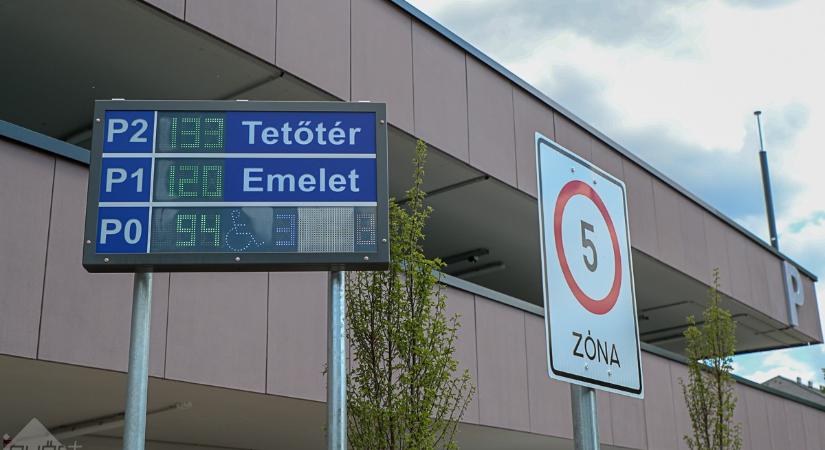 P2 133 Tetőtér
P1 120 Emelet
P0 94 3
5
ZÓNA
P